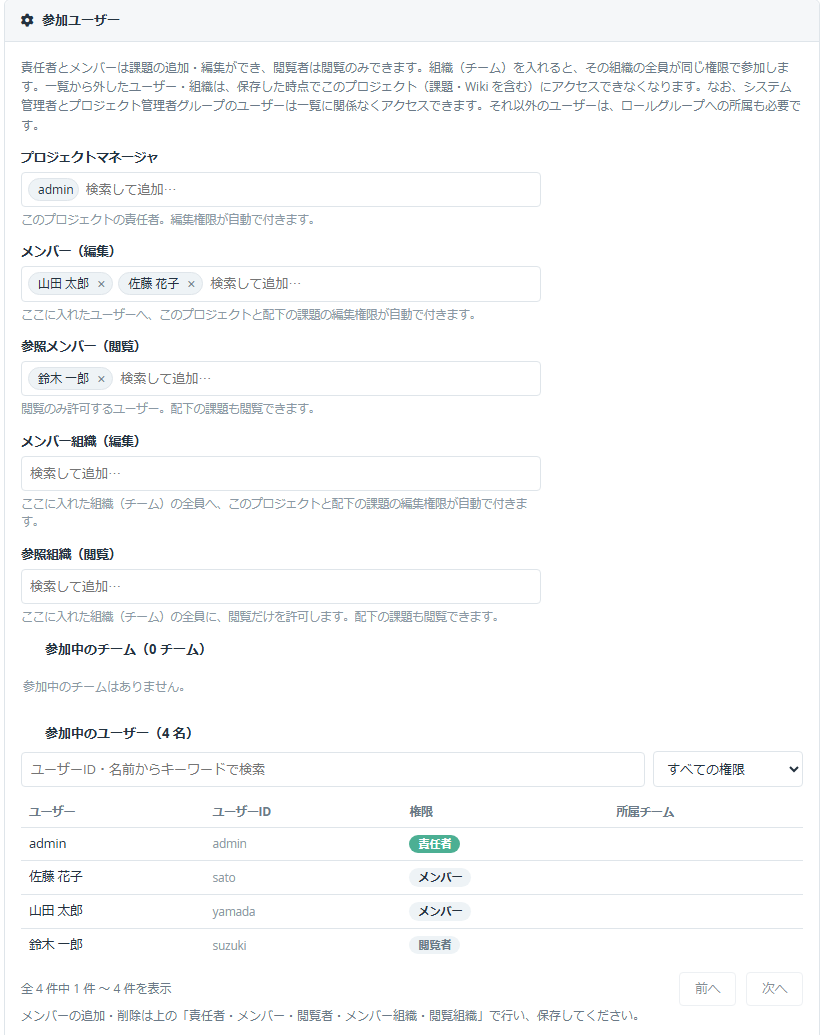 参加ユーザー
責任者とメンバーは課題の追加・編集ができ、閲覧者は閲覧のみできます。組織（チーム）を入れると、その組織の全員が同じ権限で参加しま
す。一覧から外したユーザー・組織は、保存した時点でこのプロジェクト（課題・Wiki を含む）にアクセスできなくなります。なお、システム
管理者とプロジェクト管理者グループのユーザーは一覧に関係なくアクセスできます。それ以外のユーザーは、ロールグループへの所属も必要で
す。
プロジェクトマネージャ
admin 検索して追加…
このプロジェクトの責任者。編集権限が自動で付きます。
メンバー（編集）
山田 太郎 × 佐藤 花子 × 検索して追加…
ここに入れたユーザーへ、このプロジェクトと配下の課題の編集権限が自動で付きます。
参照メンバー（閲覧）
鈴木 一郎 × 検索して追加…
閲覧のみ許可するユーザー。配下の課題も閲覧できます。
メンバー組織（編集）
検索して追加…
ここに入れた組織（チーム）の全員へ、このプロジェクトと配下の課題の編集権限が自動で付きま
す。
参照組織（閲覧）
検索して追加…
ここに入れた組織（チーム）の全員に、閲覧だけを許可します。配下の課題も閲覧できます。
参加中のチーム（0 チーム）
参加中のチームはありません。
参加中のユーザー（4 名）
ユーザーID・名前からキーワードで検索 すべての権限
ユーザー ユーザーID 権限 所属チーム
admin admin 責任者
佐藤 花子 sato メンバー
山田 太郎 yamada メンバー
鈴木 一郎 suzuki 閲覧者
全 4 件中 1 件 ～ 4 件を表示 前へ 次へ
メンバーの追加・削除は上の「責任者・メンバー・閲覧者・メンバー組織・閲覧組織」で行い、保存してください。